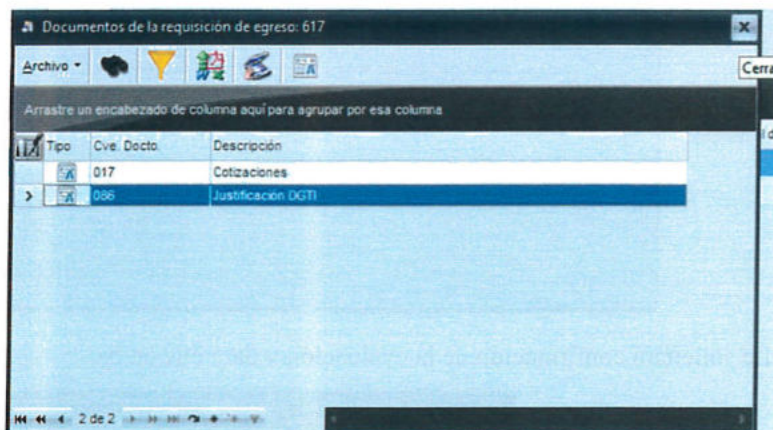 Documentos de la requisición de egreso: 617
Archivo
Cerra
Arrastre un encabezado de columna aquí para agrupar por esa columna
Tipo Cve. Docto. Descripción
017 Cotizaciones
086 Justificación DGTI
2 de 2